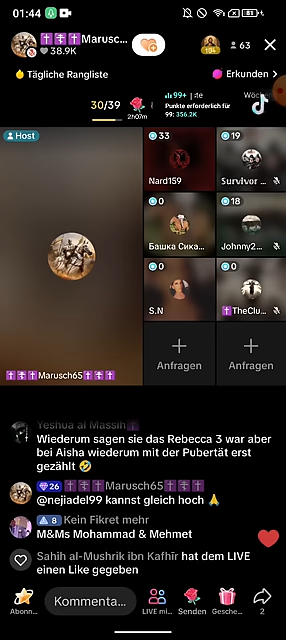 01:44
✝️☦️✝️Marusc...
38.9K
63
Tägliche Rangliste
Erkunden >
30/39
2h07m
99+
Punkte erforderlich für
99: 356.2K
Host
33
Nard159
19
Survivor ...
0
Башка Сика...
18
Johnny2...
0
S.N
0
✝️TheClu...
Anfragen
Anfragen
✝️✝️✝️Marusch65✝️✝️✝️
Yeshua al Massih✝️
Wiederum sagen sie das Rebecca 3 war aber
bei Aisha wiederum mit der Pubertät erst
gezählt 🤣
26 ✝️✝️✝️Marusch65✝️✝️✝️
@nejiadel99 kannst gleich hoch 🙏
8 Kein Fikret mehr
M&Ms Mohammad & Mehmet
Sahih al-Mushrik ibn Kafhīr hat dem LIVE
einen Like gegeben
Abonn...
Kommenta...
LIVE mi...
Senden
Gesche...
2